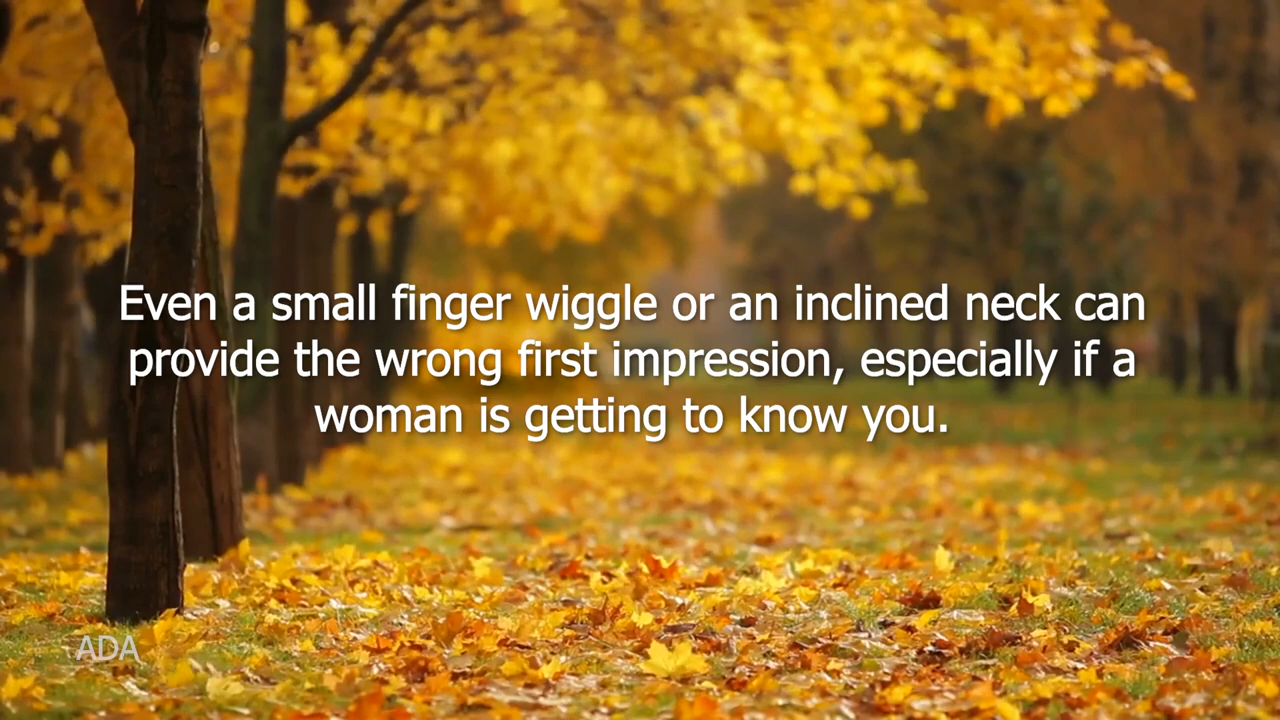 Even a small finger wiggle or an inclined neck can
provide the wrong first impression, especially if a
woman is getting to know you.
ADA